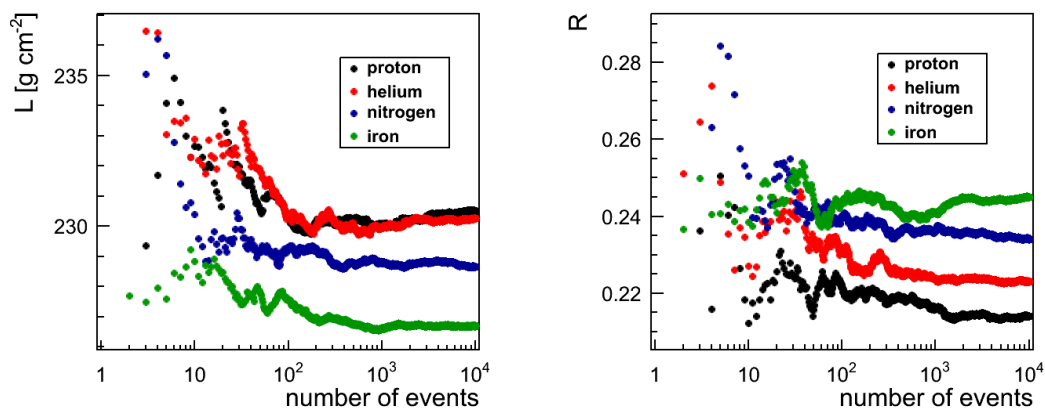 L [g cm⁻²]
235
230
proton
helium
nitrogen
iron
1 10 10² 10³ 10⁴
number of events
R
0.28
0.26
0.24
0.22
proton
helium
nitrogen
iron
1 10 10² 10³ 10⁴
number of events